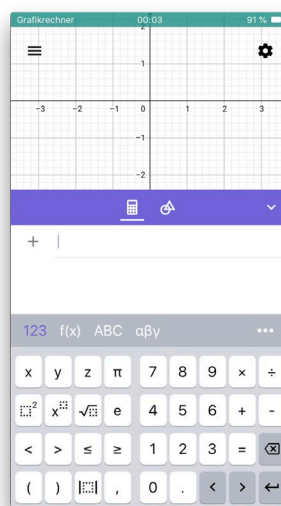 Grafikrechner 00:03 91 %
2
1
-3 -2 -1 0 1 2 3
-1
-2
+
123 f(x) ABC αβγ •••
x y z π 7 8 9 × ÷
⬚² x⬚ √⬚ e 4 5 6 + -
< > ≤ ≥ 1 2 3 =
( ) |⬚| , 0 . < >